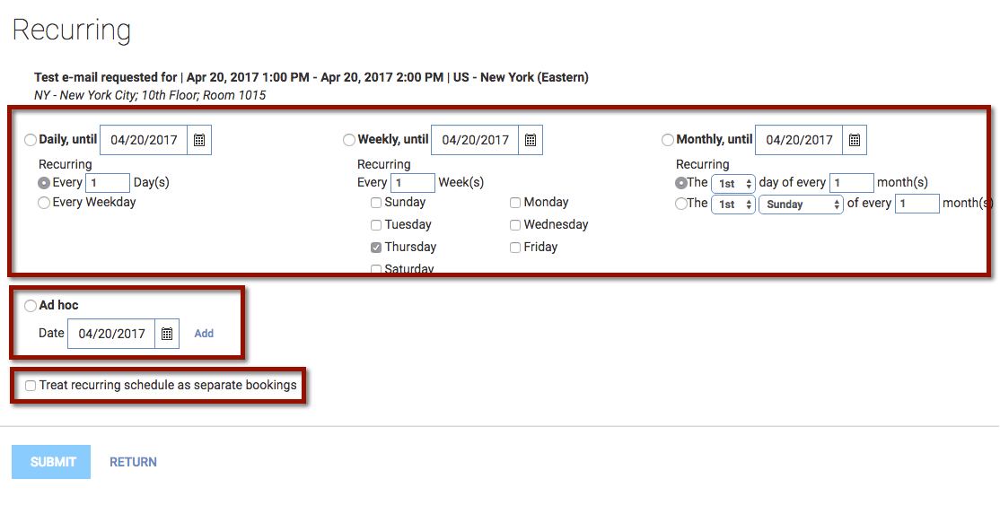 Recurring
Test e-mail requested for | Apr 20, 2017 1:00 PM - Apr 20, 2017 2:00 PM | US - New York (Eastern)
NY - New York City; 10th Floor; Room 1015
Daily, until 04/20/2017
Recurring
Every 1 Day(s)
Every Weekday
Weekly, until 04/20/2017
Recurring
Every 1 Week(s)
Sunday Monday
Tuesday Wednesday
Thursday Friday
Saturday
Monthly, until 04/20/2017
Recurring
The 1st day of every 1 month(s)
The 1st Sunday of every 1 month(s)
Ad hoc
Date 04/20/2017 Add
Treat recurring schedule as separate bookings
SUBMIT RETURN